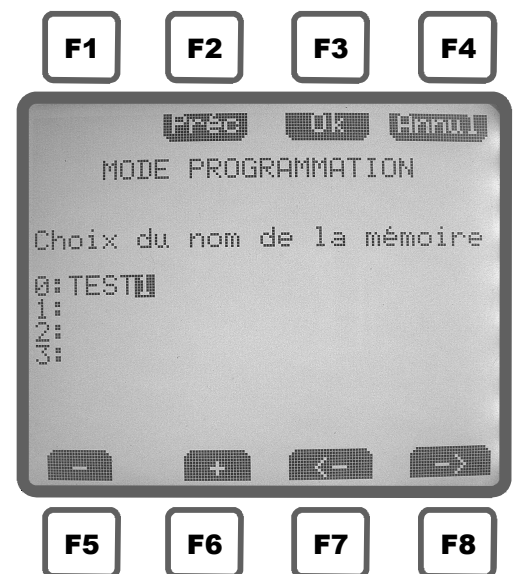 F1 F2 F3 F4
Préc Ok Annul
MODE PROGRAMMATION
Choix du nom de la mémoire
0:TEST1
1:
2:
3:
- + <- ->
F5 F6 F7 F8